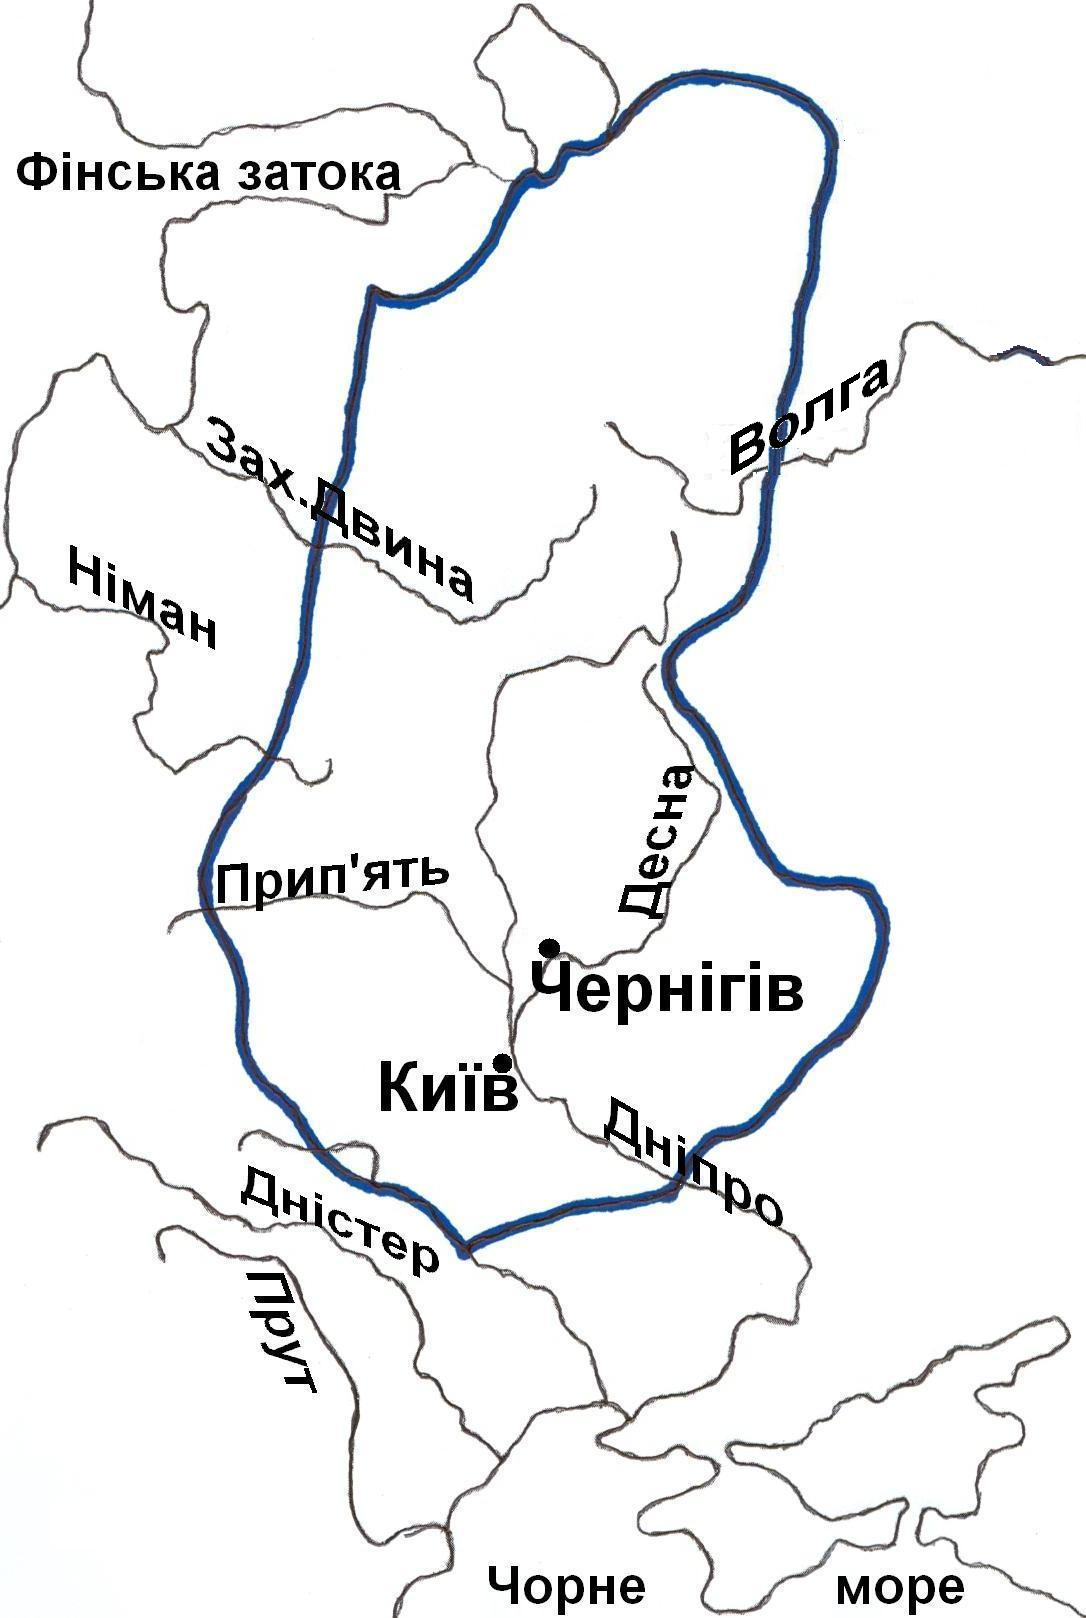 Фінська затока
Волга
Зах.Двина
Німан
Десна
Прип'ять
Чернігів
Київ
Дніпро
Дністер
Прут
Чорне море